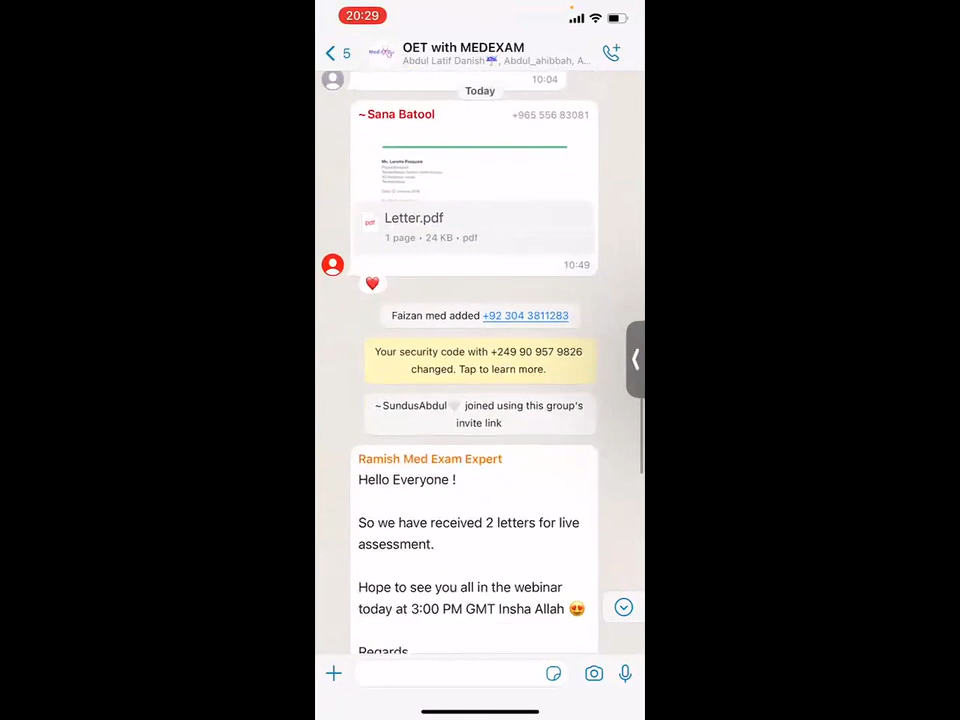 20:29
5
OET with MEDEXAM
Abdul Latif Danish, Abdul_ahibbah, A...
10:04
Today
~Sana Batool +965 556 83081
Letter.pdf
pdf
1 page • 24 KB • pdf
10:49
Faizan med added +92 304 3811283
Your security code with +249 90 957 9826
changed. Tap to learn more.
~SundusAbdul🤍 joined using this group's
invite link
Ramish Med Exam Expert
Hello Everyone !
So we have received 2 letters for live
assessment.
Hope to see you all in the webinar
today at 3:00 PM GMT Insha Allah 😍
Regards